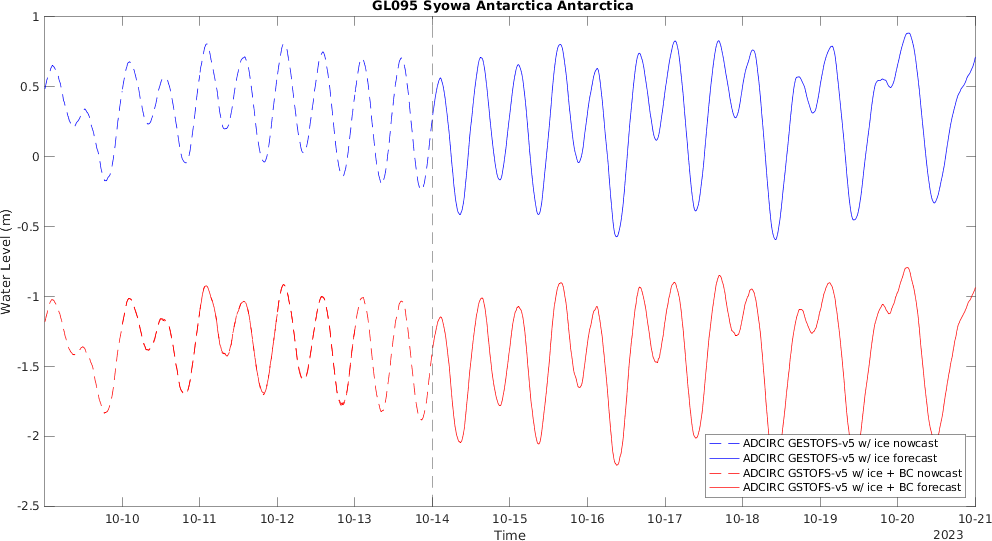 GL095 Syowa Antarctica Antarctica
1
0.5
0
-0.5
-1
-1.5
-2
-2.5
Water Level (m)
ADCIRC GESTOFS-v5 w/ ice nowcast
ADCIRC GESTOFS-v5 w/ ice forecast
ADCIRC GSTOFS-v5 w/ ice + BC nowcast
ADCIRC GSTOFS-v5 w/ ice + BC forecast
10-10 10-11 10-12 10-13 10-14 10-15 10-16 10-17 10-18 10-19 10-20 10-21
Time
2023